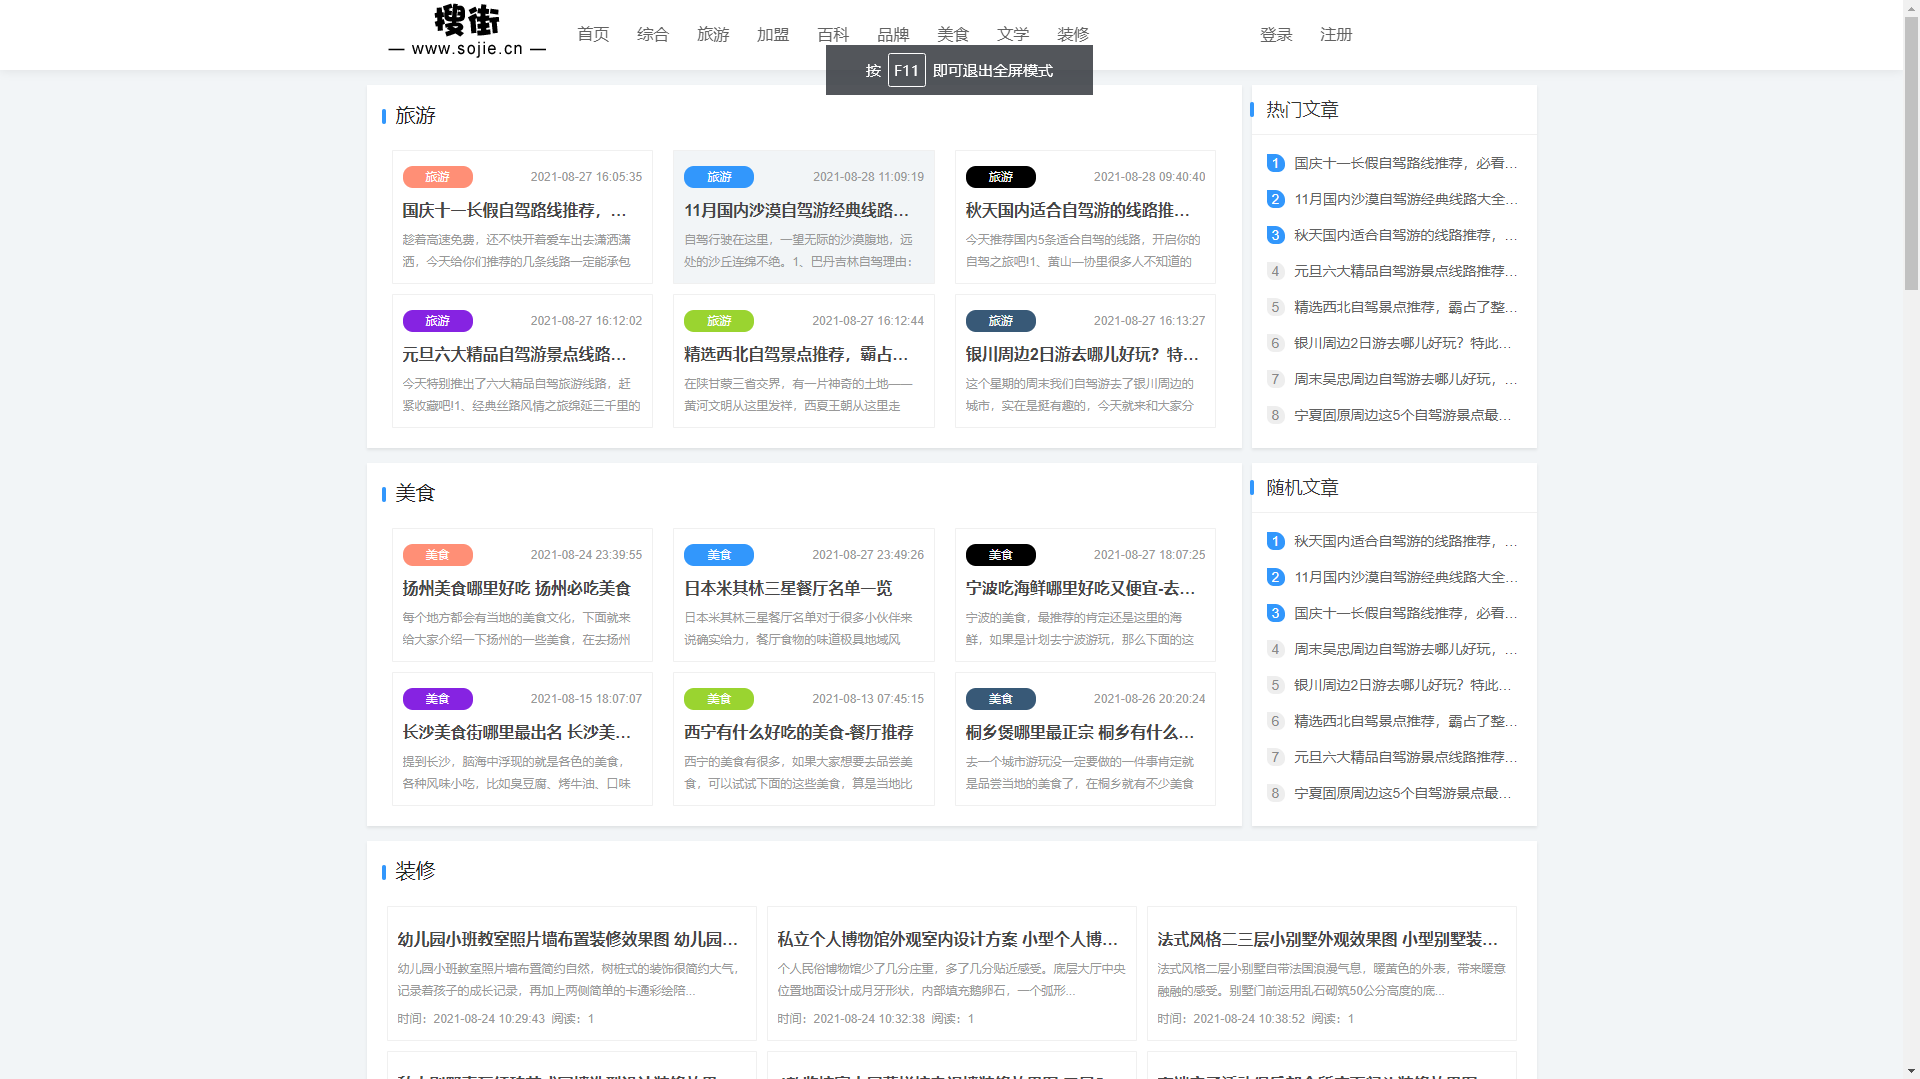 搜街
— www.sojie.cn —
首页 综合 旅游 加盟 百科 品牌 美食 文学 装修 登录 注册
按 F11 即可退出全屏模式
旅游
旅游 2021-08-27 16:05:35
国庆十一长假自驾路线推荐，...
趁着高速免费，还不快开着爱车出去潇洒潇
洒，今天给你们推荐的几条线路一定能承包
旅游 2021-08-28 11:09:19
11月国内沙漠自驾游经典线路...
自驾行驶在这里，一望无际的沙漠腹地，远
处的沙丘连绵不绝。1、巴丹吉林自驾理由：
旅游 2021-08-28 09:40:40
秋天国内适合自驾游的线路推...
今天推荐国内5条适合自驾的线路，开启你的
自驾之旅吧!1、黄山—协里很多人不知道的
旅游 2021-08-27 16:12:02
元旦六大精品自驾游景点线路...
今天特别推出了六大精品自驾旅游线路，赶
紧收藏吧!1、经典丝路风情之旅绵延三千里的
旅游 2021-08-27 16:12:44
精选西北自驾景点推荐，霸占...
在陕甘蒙三省交界，有一片神奇的土地——
黄河文明从这里发祥，西夏王朝从这里走
旅游 2021-08-27 16:13:27
银川周边2日游去哪儿好玩？特...
这个星期的周末我们自驾游去了银川周边的
城市，实在是挺有趣的，今天就来和大家分
热门文章
1 国庆十一长假自驾路线推荐，必看...
2 11月国内沙漠自驾游经典线路大全...
3 秋天国内适合自驾游的线路推荐，...
4 元旦六大精品自驾游景点线路推荐...
5 精选西北自驾景点推荐，霸占了整...
6 银川周边2日游去哪儿好玩？特此...
7 周末吴忠周边自驾游去哪儿好玩，...
8 宁夏固原周边这5个自驾游景点最...
美食
美食 2021-08-24 23:39:55
扬州美食哪里好吃 扬州必吃美食
每个地方都会有当地的美食文化，下面就来
给大家介绍一下扬州的一些美食，在去扬州
美食 2021-08-27 23:49:26
日本米其林三星餐厅名单一览
日本米其林三星餐厅名单对于很多小伙伴来
说确实给力，餐厅食物的味道极具地域风
美食 2021-08-27 18:07:25
宁波吃海鲜哪里好吃又便宜-去...
宁波的美食，最推荐的肯定还是这里的海
鲜，如果是计划去宁波游玩，那么下面的这
美食 2021-08-15 18:07:07
长沙美食街哪里最出名 长沙美...
提到长沙，脑海中浮现的就是各色的美食，
各种风味小吃，比如臭豆腐、烤牛油、口味
美食 2021-08-13 07:45:15
西宁有什么好吃的美食-餐厅推荐
西宁的美食有很多，如果大家想要去品尝美
食，可以试试下面的这些美食，算是当地比
美食 2021-08-26 20:20:24
桐乡煲哪里最正宗 桐乡有什么...
去一个城市游玩没一定要做的一件事肯定就
是品尝当地的美食了，在桐乡就有不少美食
随机文章
1 秋天国内适合自驾游的线路推荐，...
2 11月国内沙漠自驾游经典线路大全...
3 国庆十一长假自驾路线推荐，必看...
4 周末吴忠周边自驾游去哪儿好玩，...
5 银川周边2日游去哪儿好玩？特此...
6 精选西北自驾景点推荐，霸占了整...
7 元旦六大精品自驾游景点线路推荐...
8 宁夏固原周边这5个自驾游景点最...
装修
幼儿园小班教室照片墙布置装修效果图 幼儿园...
幼儿园小班教室照片墙布置简约自然，树桩式的装饰很简约大气，
记录着孩子的成长记录，再加上两侧简单的卡通彩绘陪...
时间：2021-08-24 10:29:43 阅读：1
私立个人博物馆外观室内设计方案 小型个人博...
个人民俗博物馆少了几分庄重，多了几分贴近感受。底层大厅中央
位置地面设计成月牙形状，内部填充鹅卵石，一个弧形...
时间：2021-08-24 10:32:38 阅读：1
法式风格二三层小别墅外观效果图 小型别墅装...
法式风格二层小别墅自带法国浪漫气息，暖黄色的外表，带来暖意
融融的感受。别墅门前运用乱石砌筑50公分高度的底...
时间：2021-08-24 10:38:52 阅读：1